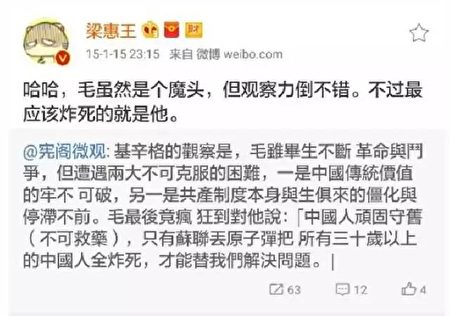 梁惠王 财
15-1-15 23:15 来自 微博 weibo.com
哈哈，毛虽然是个魔头，但观察力倒不错。不过最
应该炸死的就是他。
@宪阁微观: 基辛格的觀察是，毛雖畢生不斷 革命與鬥
爭，但遭遇兩大不可克服的困難，一是中國傳統價值
的牢不 可破，另一是共產制度本身與生俱來的僵化與
停滯不前。毛最後竟瘋 狂到對他說：「中國人頑固守舊
（不可救藥），只有蘇聯丟原子彈把 所有三十歲以上
的中國人全炸死，才能替我們解決問題。」
63 12 4